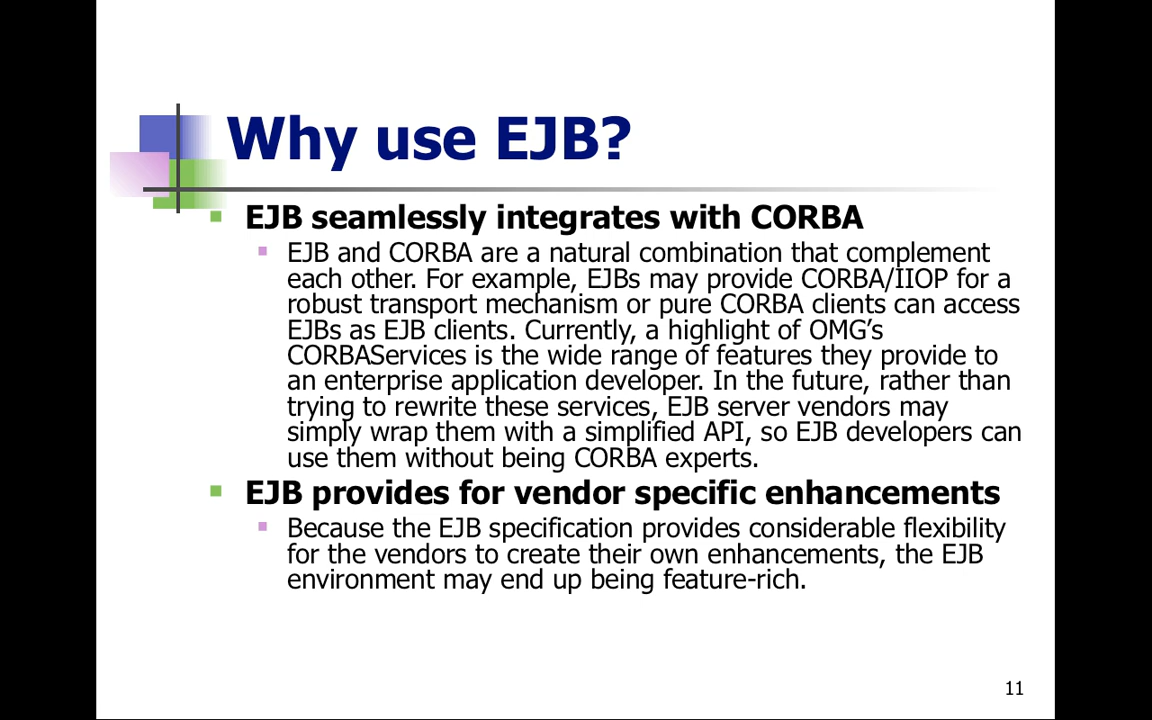 Why use EJB?
EJB seamlessly integrates with CORBA
EJB and CORBA are a natural combination that complement
each other. For example, EJBs may provide CORBA/IIOP for a
robust transport mechanism or pure CORBA clients can access
EJBs as EJB clients. Currently, a highlight of OMG’s
CORBAServices is the wide range of features they provide to
an enterprise application developer. In the future, rather than
trying to rewrite these services, EJB server vendors may
simply wrap them with a simplified API, so EJB developers can
use them without being CORBA experts.
EJB provides for vendor specific enhancements
Because the EJB specification provides considerable flexibility
for the vendors to create their own enhancements, the EJB
environment may end up being feature-rich.
11